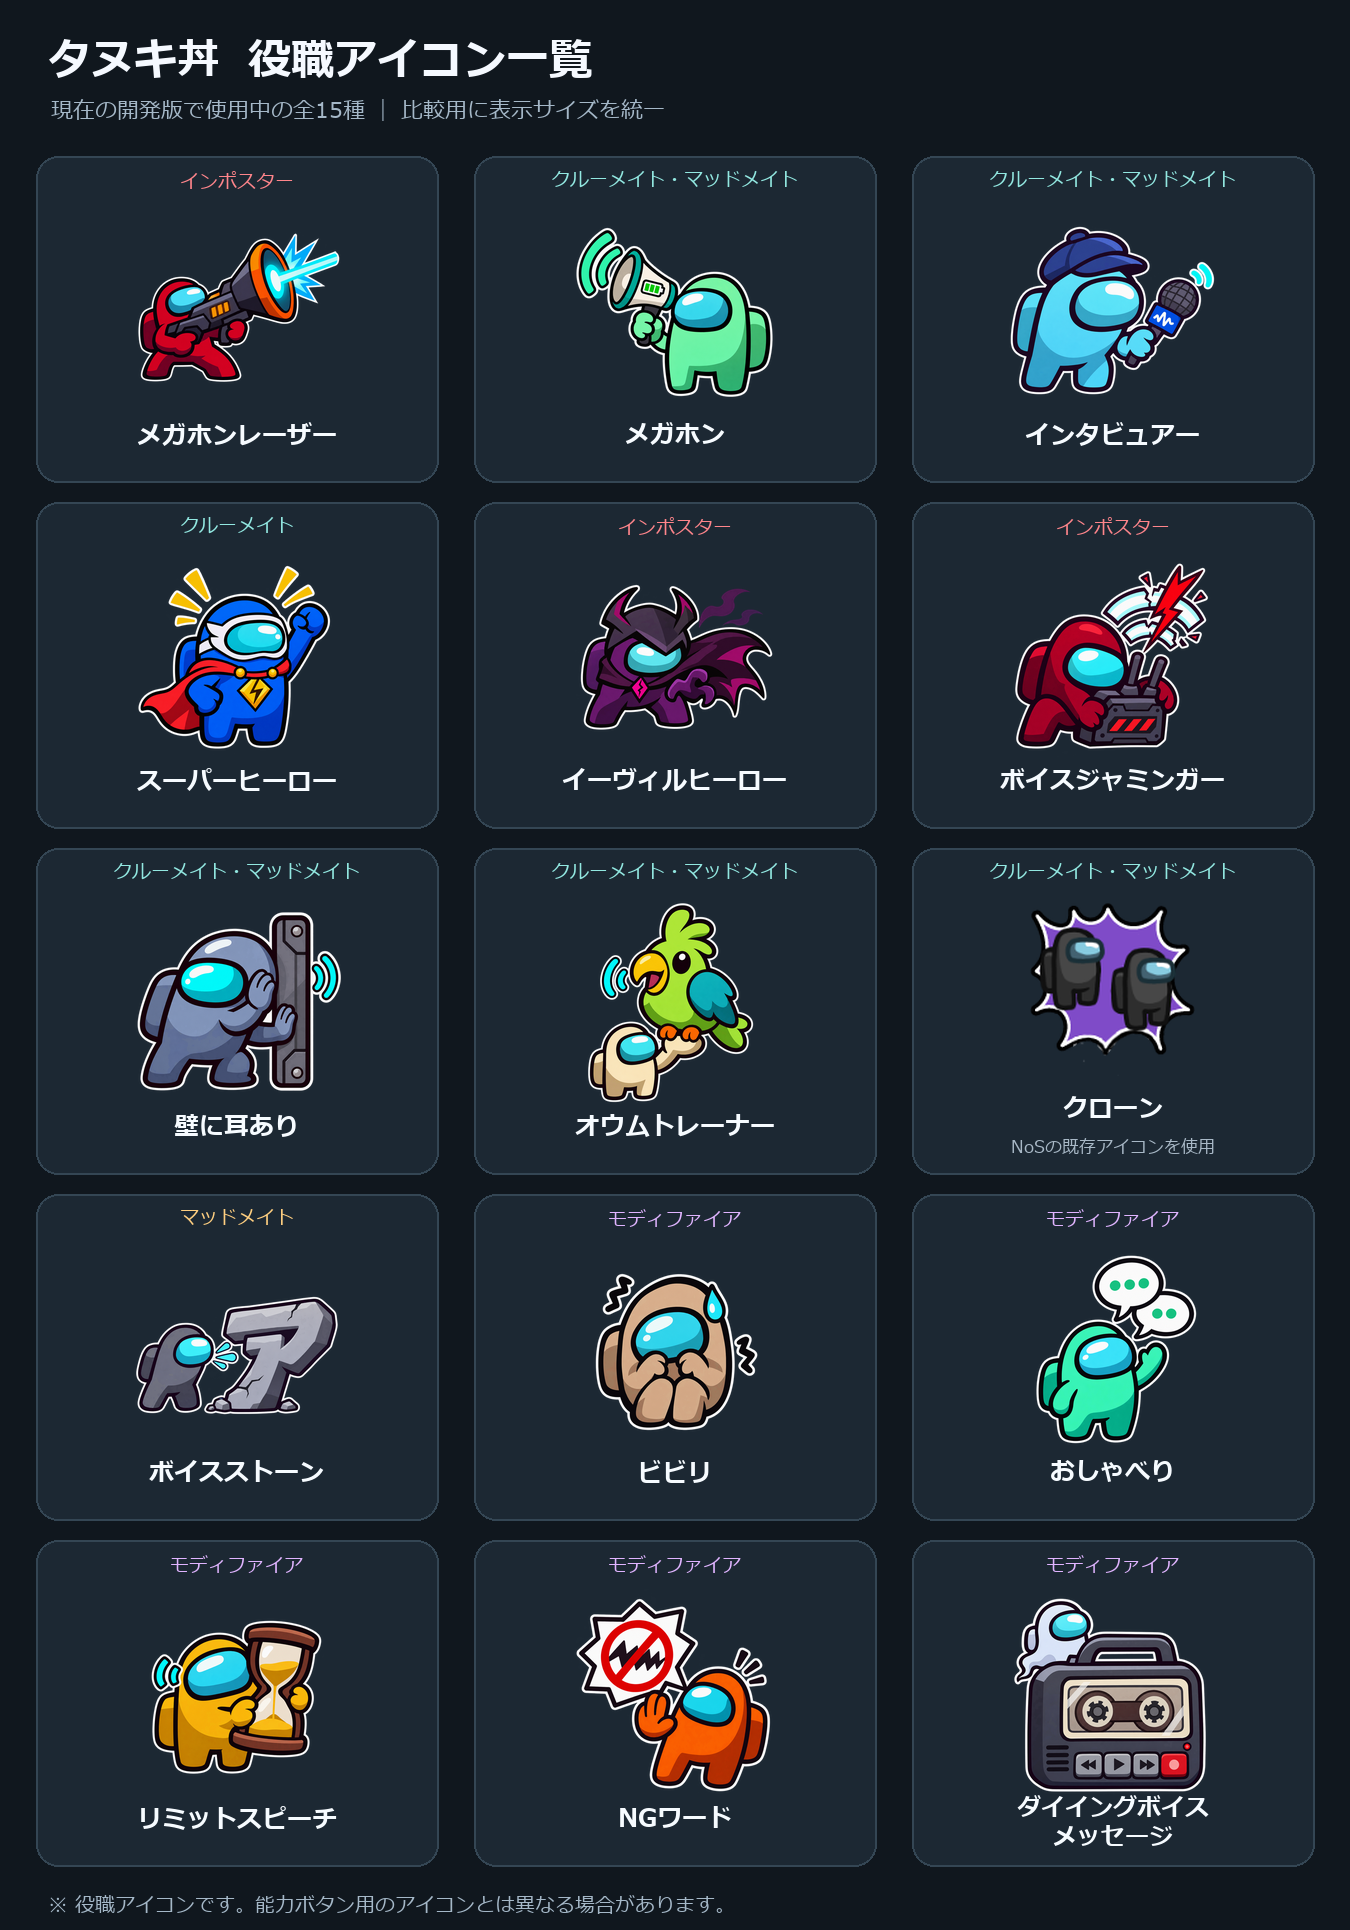 タヌキ丼 役職アイコン一覧
現在の開発版で使用中の全15種 | 比較用に表示サイズを統一
インポスター
メガホンレーザー
クルーメイト・マッドメイト
メガホン
クルーメイト・マッドメイト
インタビュアー
クルーメイト
スーパーヒーロー
インポスター
イーヴィルヒーロー
インポスター
ボイスジャミンガー
クルーメイト・マッドメイト
壁に耳あり
クルーメイト・マッドメイト
オウムトレーナー
クルーメイト・マッドメイト
クローン
NoSの既存アイコンを使用
マッドメイト
ア
ボイスストーン
モディファイア
ビビリ
モディファイア
おしゃべり
モディファイア
リミットスピーチ
モディファイア
NGワード
モディファイア
ダイイングボイス
メッセージ
※ 役職アイコンです。能力ボタン用のアイコンとは異なる場合があります。